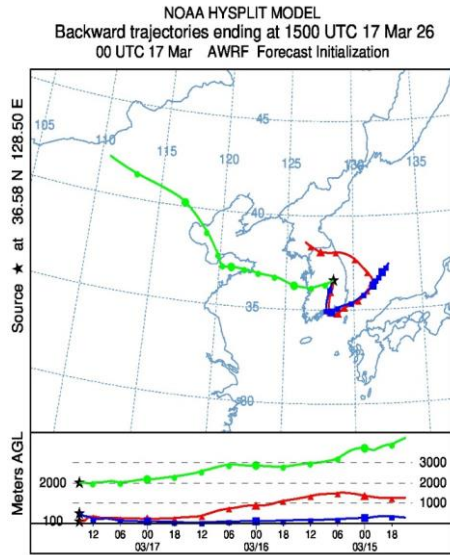 NOAA HYSPLIT MODEL
Backward trajectories ending at 1500 UTC 17 Mar 26
00 UTC 17 Mar AWRF Forecast Initialization
Source ★ at 36.58 N 128.50 E
105
110
115
120
125
130
135
45
40
35
30
Meters AGL
2000
100
3000
2000
1000
12 06 00 18 12 06 00 18 12 06 00 18
03/17 03/16 03/15